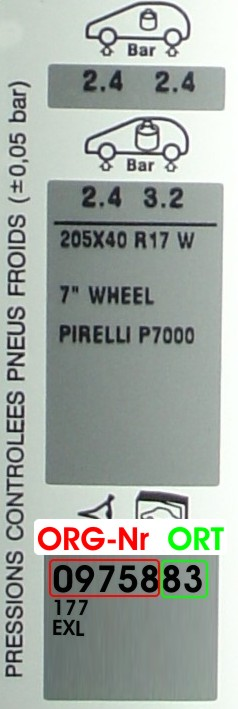 PRESSIONS CONTROLEES PNEUS FROIDS (±0,05 bar)
Bar
2.4 2.4
Bar
2.4 3.2
205X40 R17 W
7" WHEEL
PIRELLI P7000
ORG-Nr ORT
0975883
177
EXL